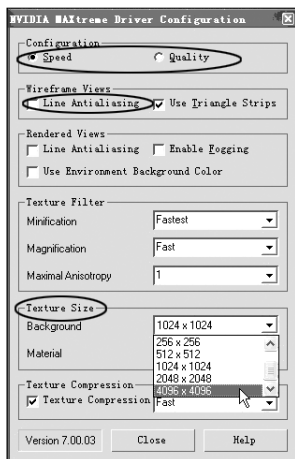 NVIDIA MAXtreme Driver Configuration
Configuration
Speed Quality
Wireframe Views
Line Antialiasing Use Triangle Strips
Rendered Views
Line Antialiasing Enable Fogging
Use Environment Background Color
Texture Filter
Minification Fastest
Magnification Fast
Maximal Anisotropy 1
Texture Size
Background 1024 x 1024
256 x 256
Material 512 x 512
1024 x 1024
2048 x 2048
Texture Compression 4096 x 4096
Texture Compression Fast
Version 7.00.03 Close Help